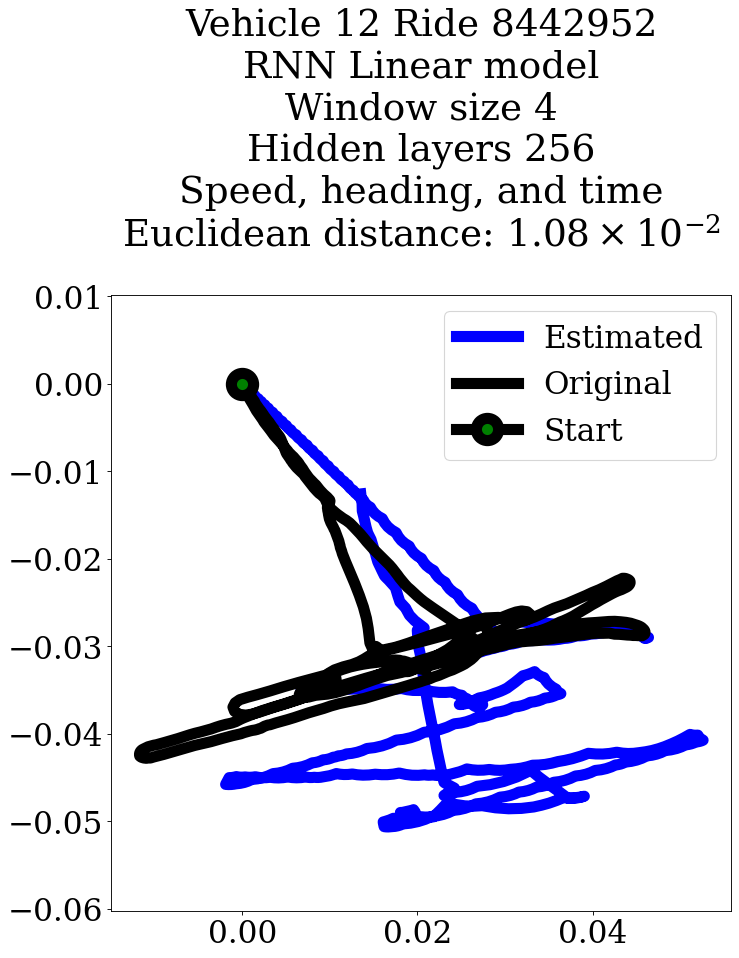 Vehicle 12 Ride 8442952
RNN Linear model
Window size 4
Hidden layers 256
Speed, heading, and time
Euclidean distance: 1.08 × 10⁻²
Estimated
Original
Start
0.01
0.00
−0.01
−0.02
−0.03
−0.04
−0.05
−0.06
0.00 0.02 0.04